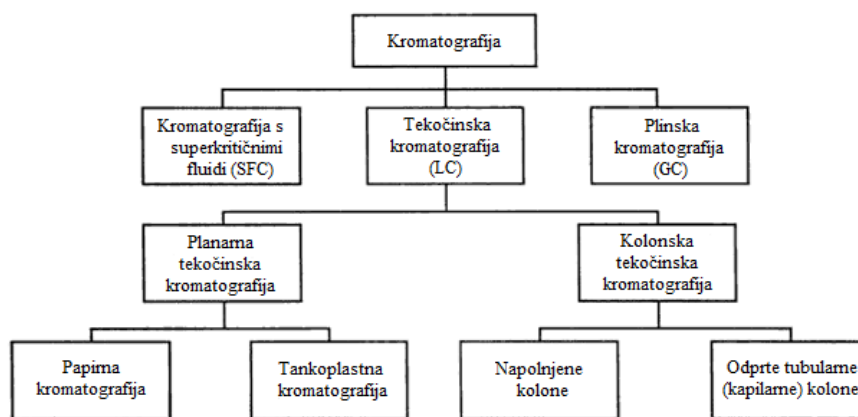 Kromatografija
Kromatografija s
superkritičnimi
fluidi (SFC)
Tekočinska
kromatografija
(LC)
Plinska
kromatografija
(GC)
Planarna
tekočinska
kromatografija
Kolonska
tekočinska
kromatografija
Papirna
kromatografija
Tankoplastna
kromatografija
Napolnjene
kolone
Odprte tubularne
(kapilarne) kolone